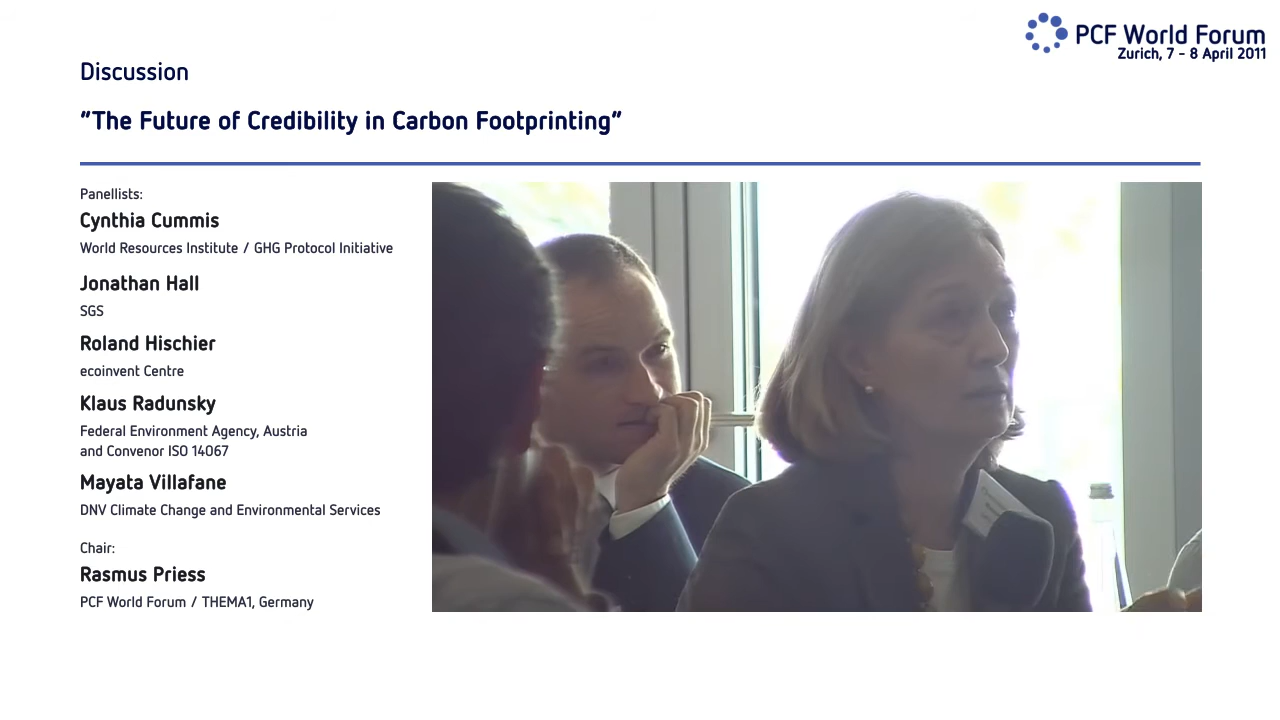 PCF World Forum
Zurich, 7 - 8 April 2011
Discussion
"The Future of Credibility in Carbon Footprinting"
Panellists:
Cynthia Cummis
World Resources Institute / GHG Protocol Initiative
Jonathan Hall
SGS
Roland Hischier
ecoinvent Centre
Klaus Radunsky
Federal Environment Agency, Austria
and Convenor ISO 14067
Mayata Villafane
DNV Climate Change and Environmental Services
Chair:
Rasmus Priess
PCF World Forum / THEMA1, Germany